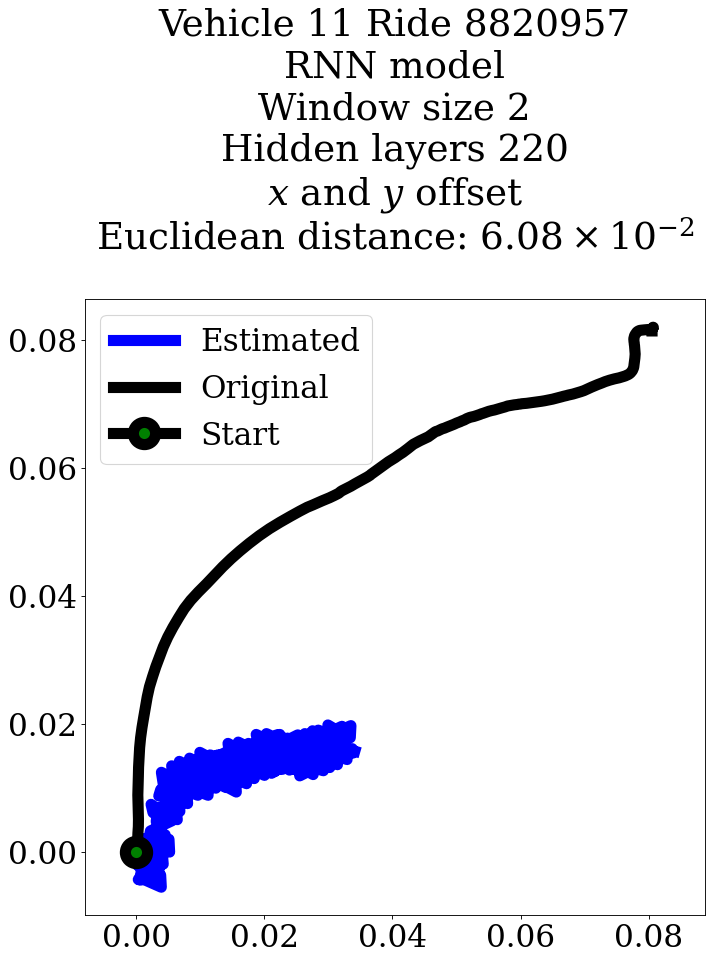 Vehicle 11 Ride 8820957
RNN model
Window size 2
Hidden layers 220
x and y offset
Euclidean distance: 6.08 × 10⁻²
Estimated
Original
Start
0.08
0.06
0.04
0.02
0.00
0.00 0.02 0.04 0.06 0.08